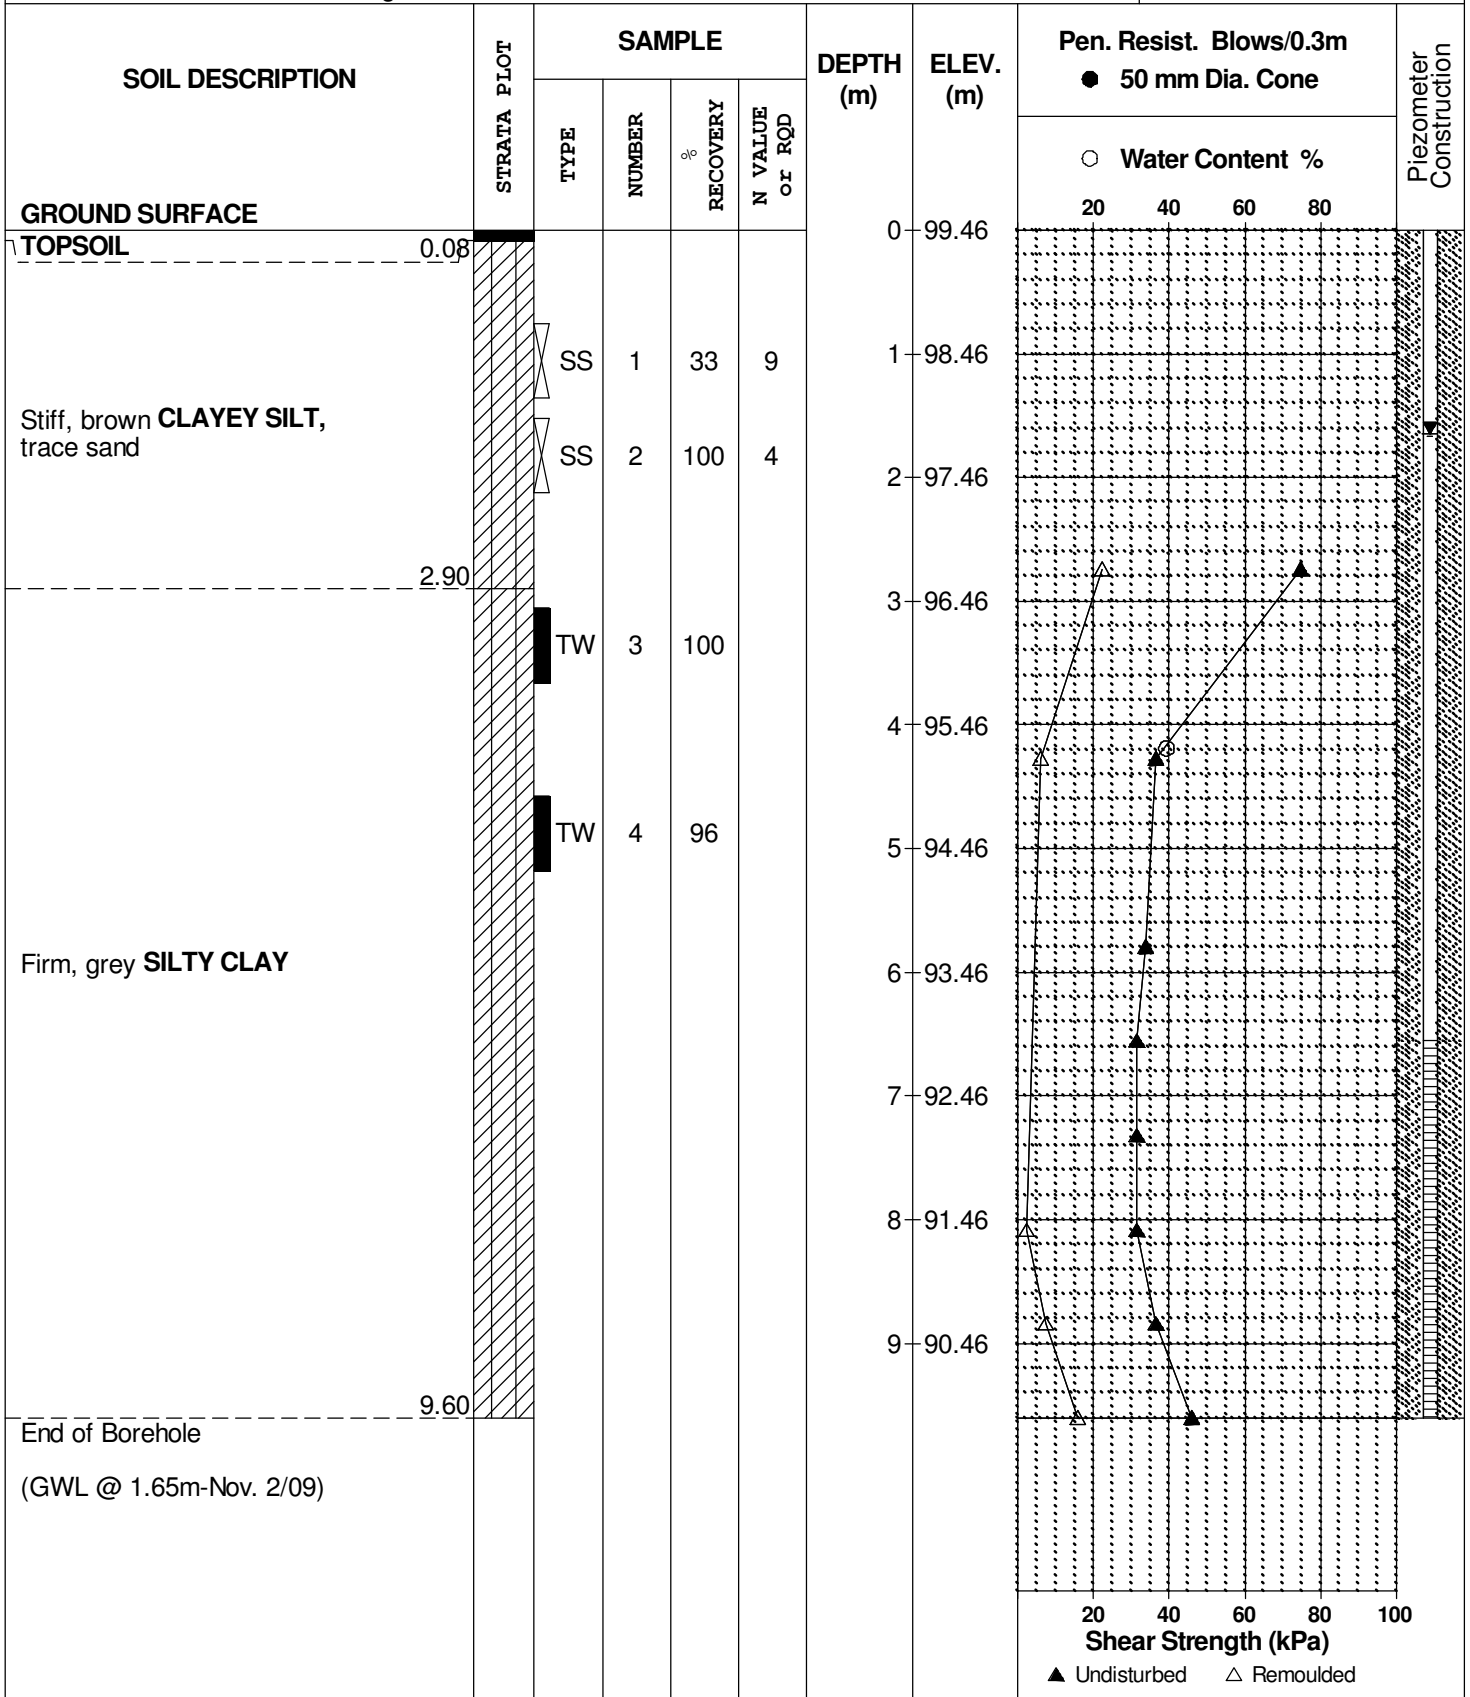 SOIL DESCRIPTION
STRATA PLOT
SAMPLE
TYPE
NUMBER
% RECOVERY
N VALUE or RQD
DEPTH (m)
ELEV. (m)
Pen. Resist. Blows/0.3m
● 50 mm Dia. Cone
○ Water Content %
20 40 60 80
Piezometer Construction
GROUND SURFACE
0 99.46
TOPSOIL 0.08
SS 1 33 9
1 98.46
Stiff, brown CLAYEY SILT,
trace sand
SS 2 100 4
2 97.46
2.90
3 96.46
TW 3 100
4 95.46
TW 4 96
5 94.46
Firm, grey SILTY CLAY
6 93.46
7 92.46
8 91.46
9 90.46
9.60
End of Borehole
(GWL @ 1.65m-Nov. 2/09)
20 40 60 80 100
Shear Strength (kPa)
▲ Undisturbed △ Remoulded